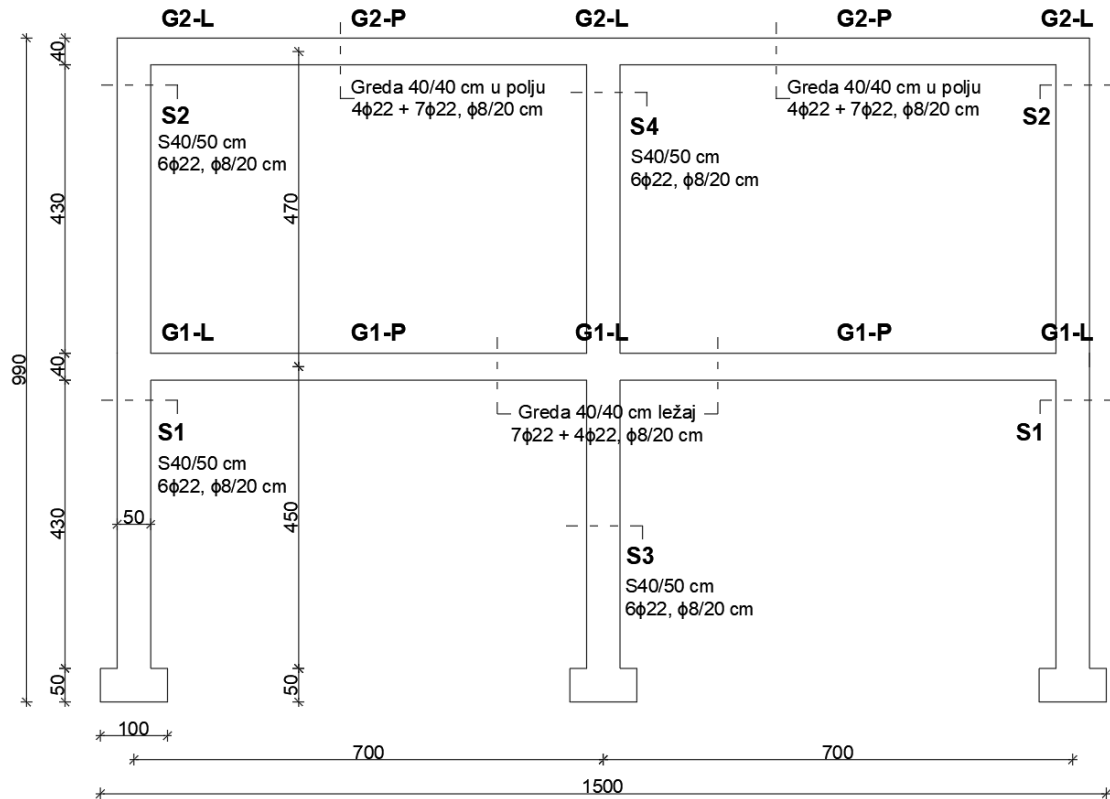 G2-L G2-P G2-L G2-P G2-L
40
Greda 40/40 cm u polju
4ϕ22 + 7ϕ22, ϕ8/20 cm
Greda 40/40 cm u polju
4ϕ22 + 7ϕ22, ϕ8/20 cm
S2
S40/50 cm
6ϕ22, ϕ8/20 cm
S4
S40/50 cm
6ϕ22, ϕ8/20 cm
S2
430
470
G1-L G1-P G1-L G1-P G1-L
990
40
Greda 40/40 cm ležaj
7ϕ22 + 4ϕ22, ϕ8/20 cm
S1
S40/50 cm
6ϕ22, ϕ8/20 cm
S1
430
50
450
S3
S40/50 cm
6ϕ22, ϕ8/20 cm
50
50
100
700
700
1500